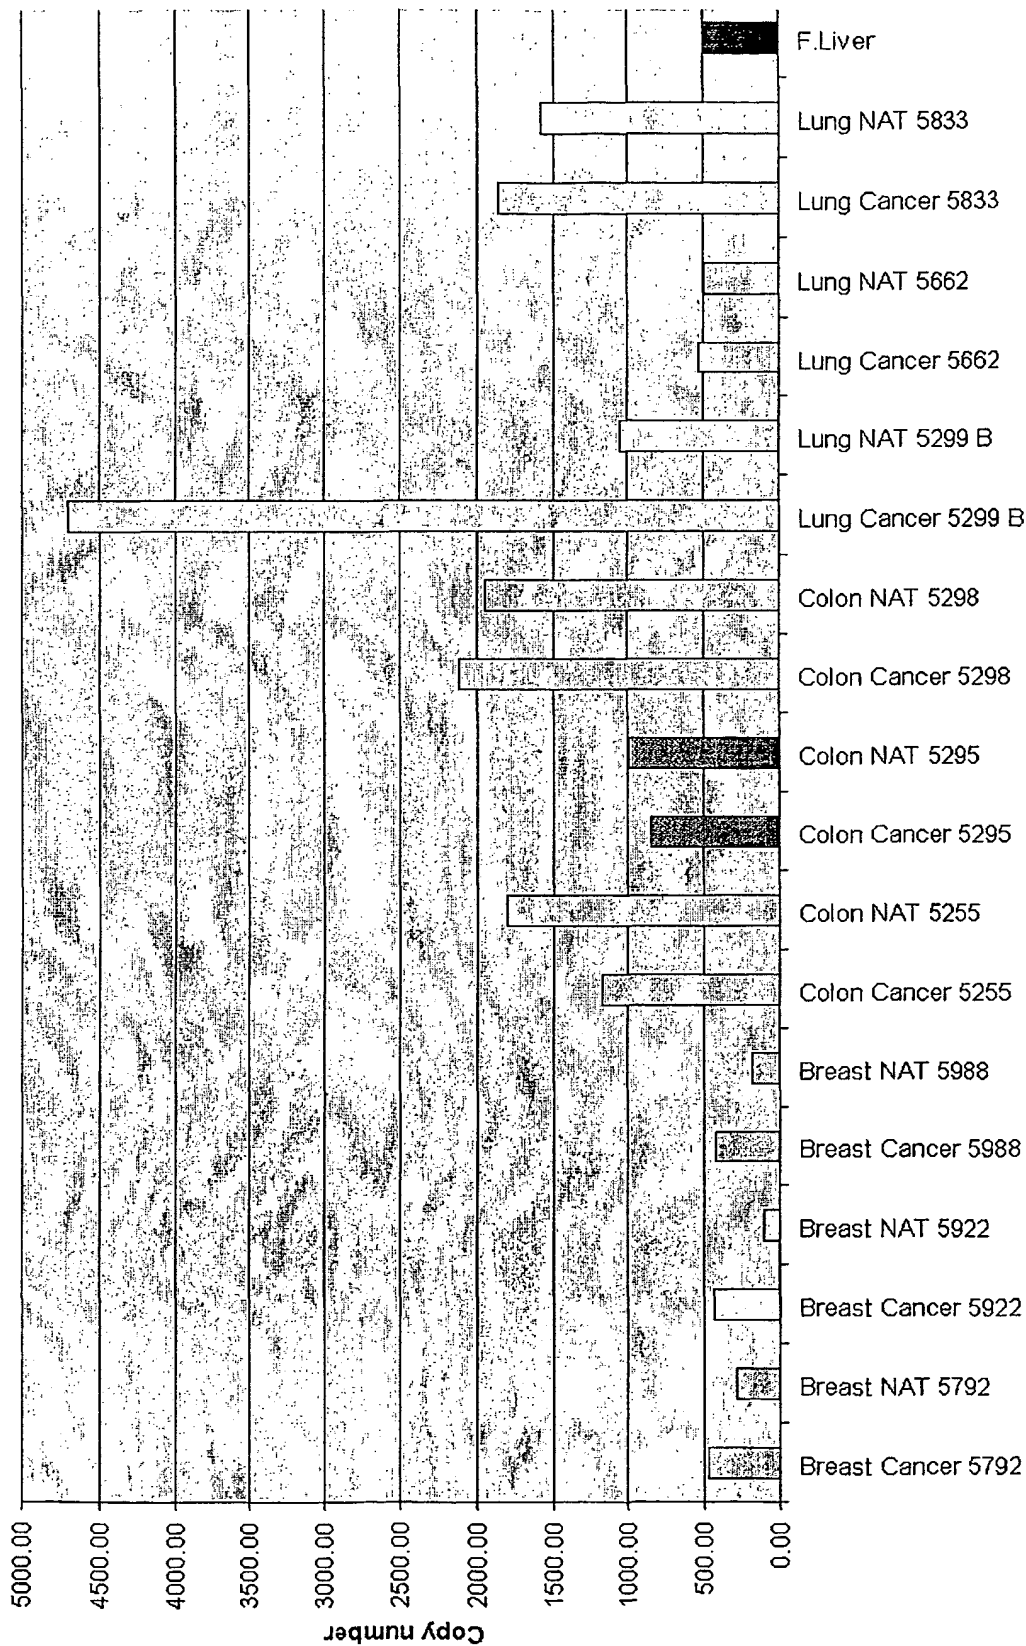 F.Liver
Lung NAT 5833
Lung Cancer 5833
Lung NAT 5662
Lung Cancer 5662
Lung NAT 5299 B
Lung Cancer 5299 B
Colon NAT 5298
Colon Cancer 5298
Colon NAT 5295
Colon Cancer 5295
Colon NAT 5255
Colon Cancer 5255
Breast NAT 5988
Breast Cancer 5988
Breast NAT 5922
Breast Cancer 5922
Breast NAT 5792
Breast Cancer 5792
5000.00
4500.00
4000.00
3500.00
3000.00
2500.00
2000.00
1500.00
1000.00
500.00
0.00
Copy number